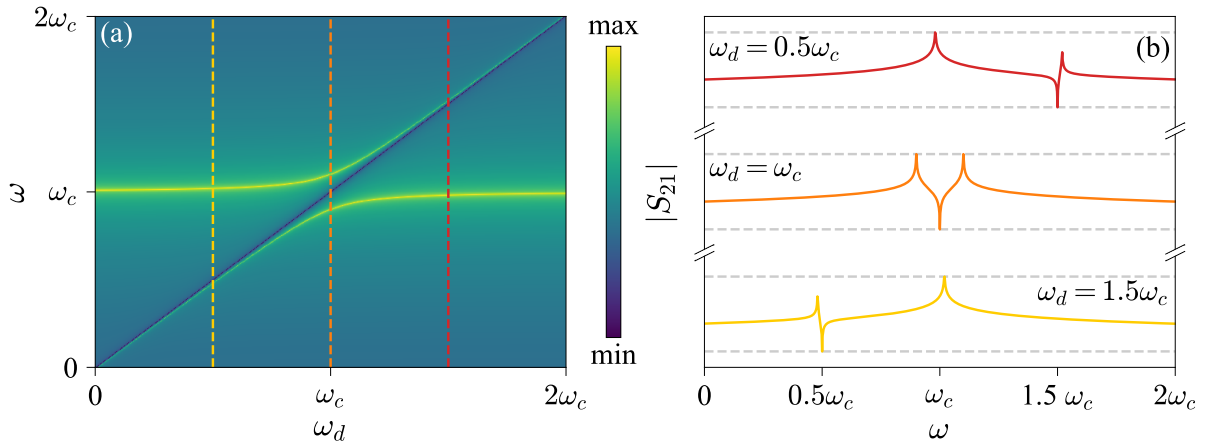 2ω_c
(a)
ω
ω_c
0
0
ω_c
2ω_c
ω_d
max
min
(b)
ω_d = 0.5ω_c
ω_d = ω_c
ω_d = 1.5ω_c
|S_21|
0
0.5ω_c
ω_c
1.5 ω_c
2ω_c
ω